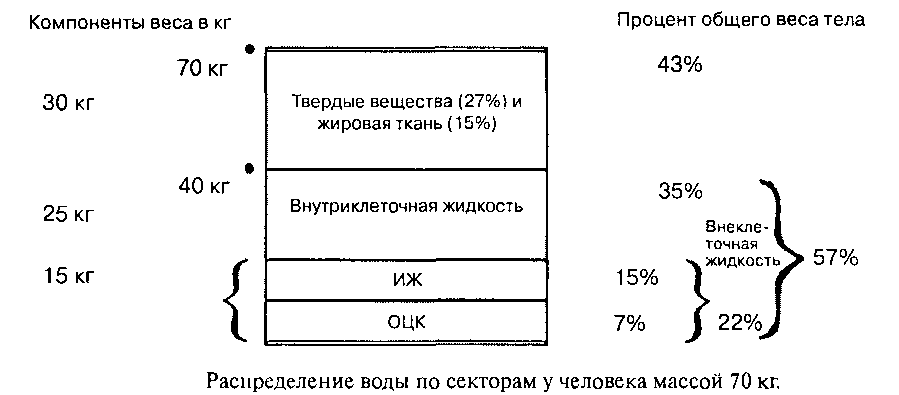 Компоненты веса в кг
Процент общего веса тела
70 кг
43%
30 кг
Твердые вещества (27%) и
жировая ткань (15%)
40 кг
35%
25 кг
Внутриклеточная жидкость
Внекле-
точная
жидкость
57%
15 кг
ИЖ
15%
ОЦК
7%
22%
Распределение воды по секторам у человека массой 70 кг.